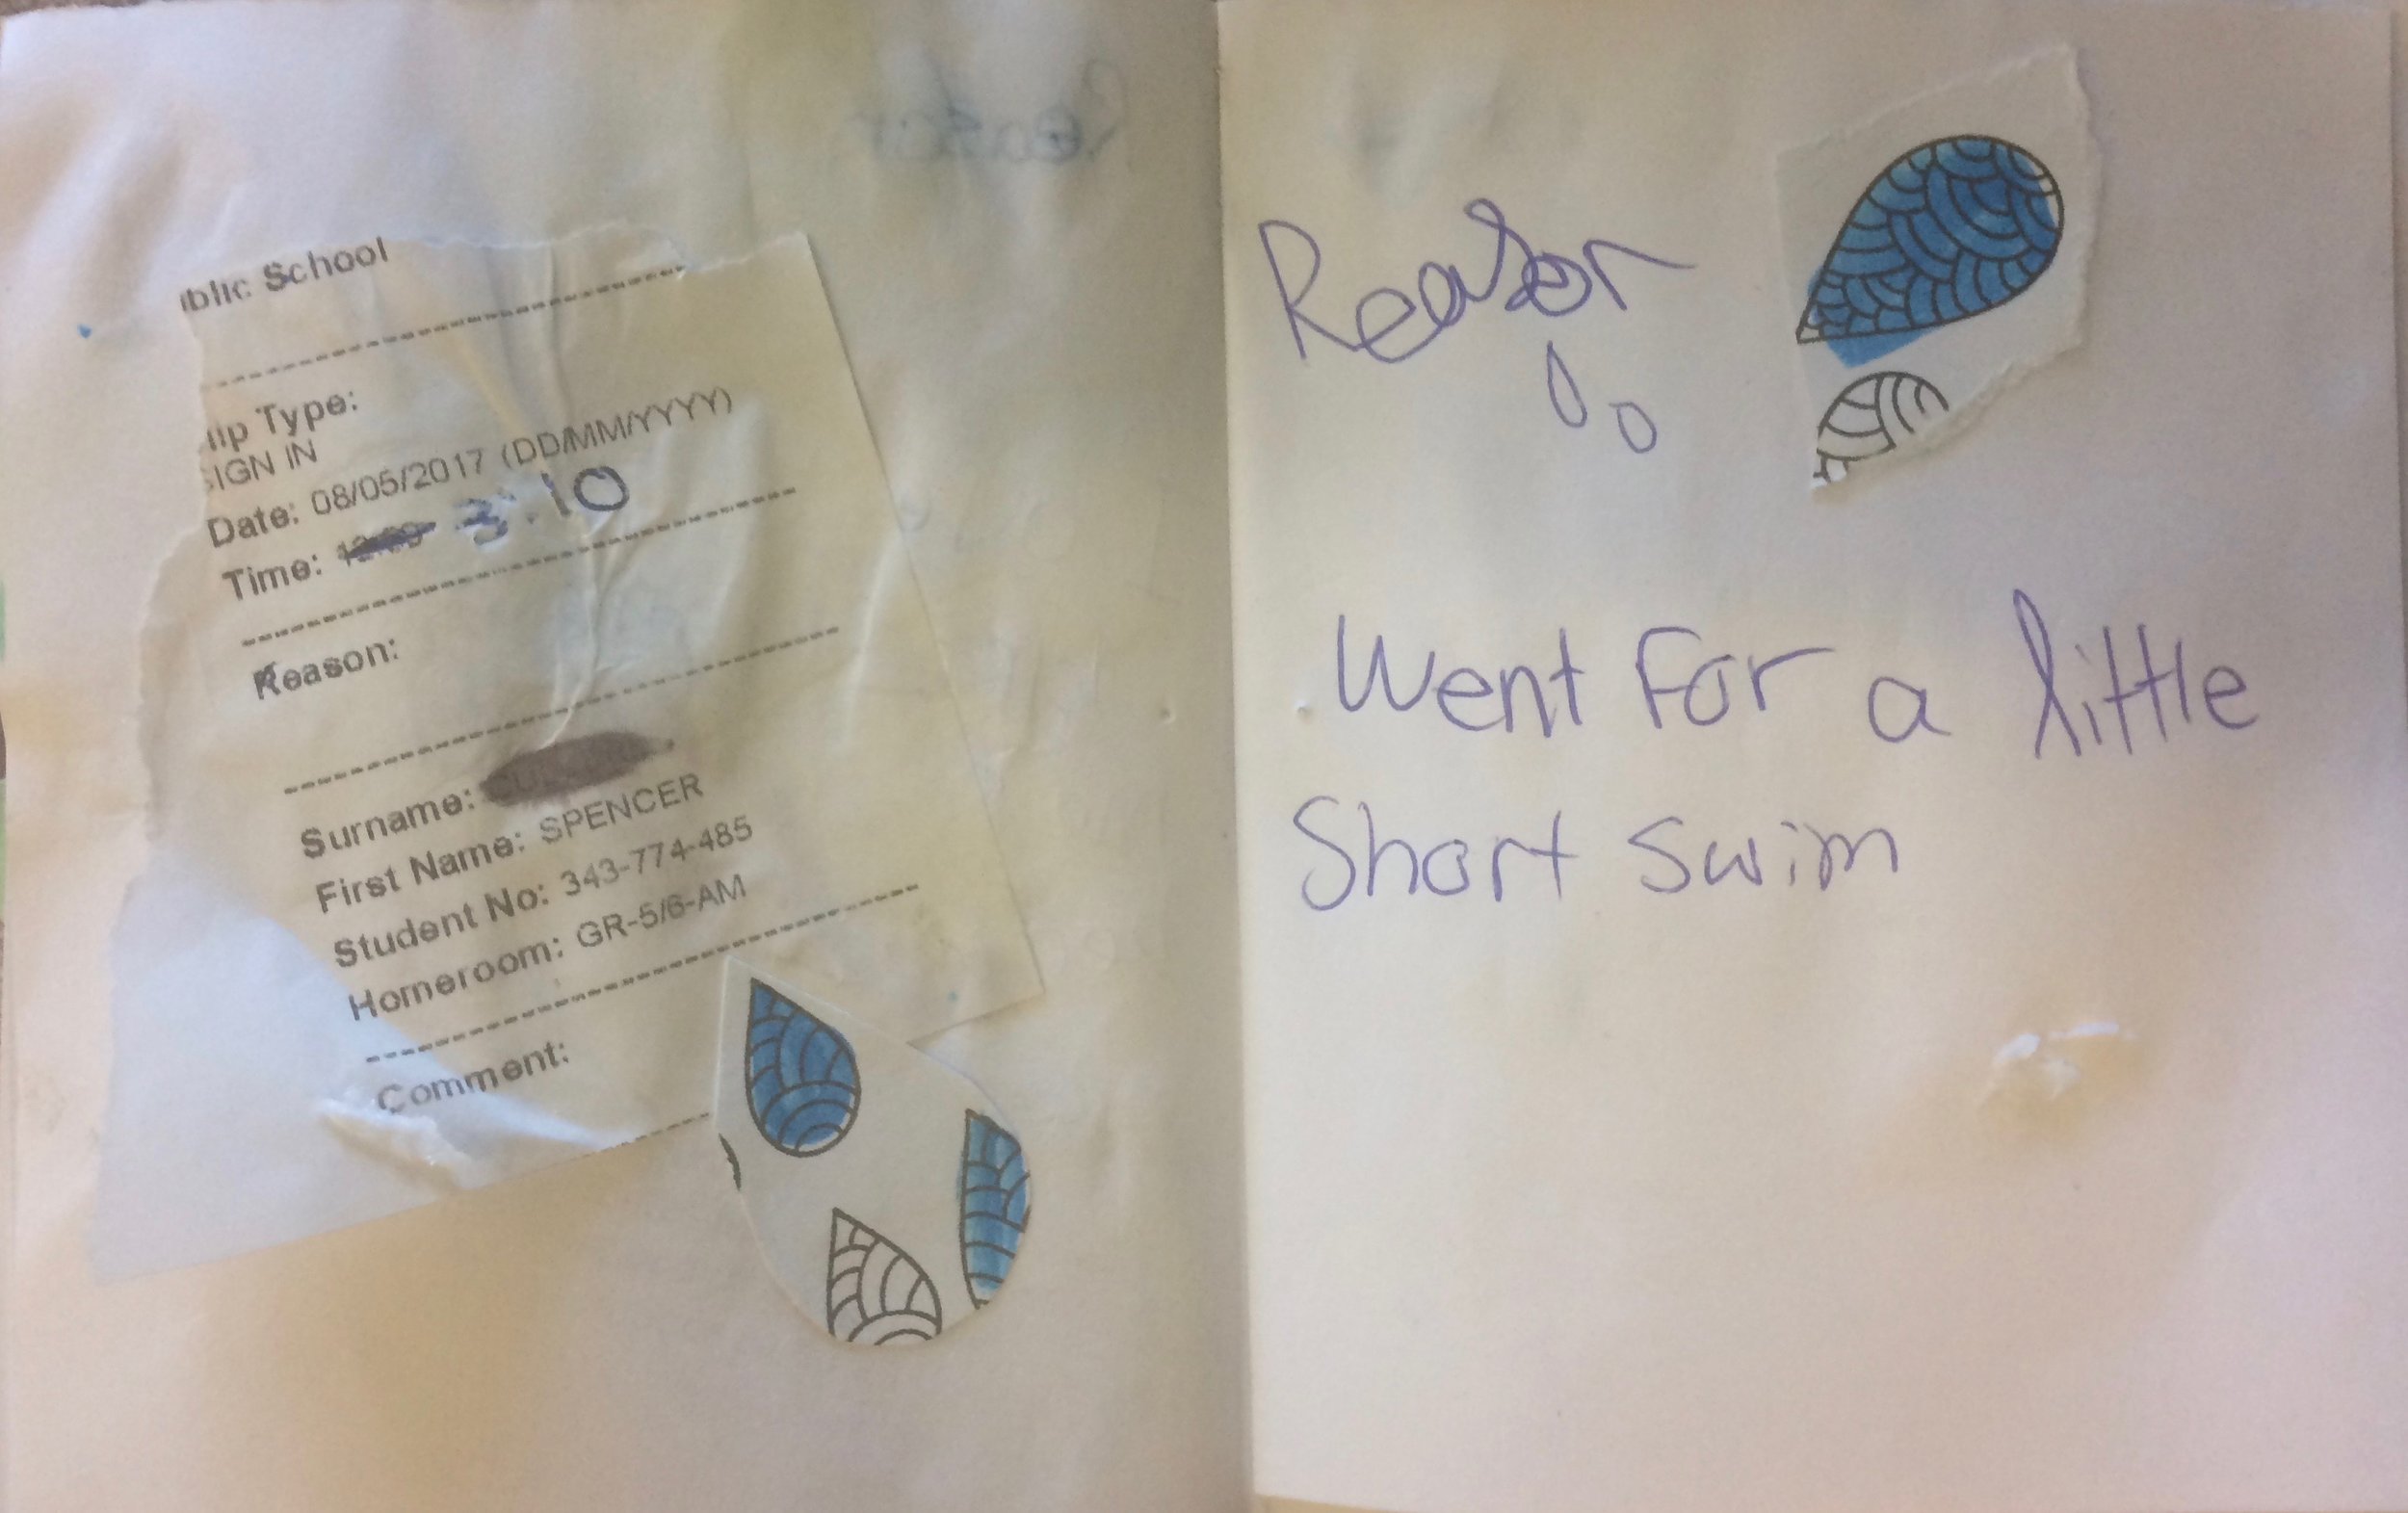 blic School
lip Type:
SIGN IN
Date: 08/05/2017 (DD/MM/YYYY)
Time: 3:10
Reason:
Surname:
First Name: SPENCER
Student No: 343-774-485
Homeroom: GR-5/6-AM
Comment:
Reason
Went For a little
Short swim